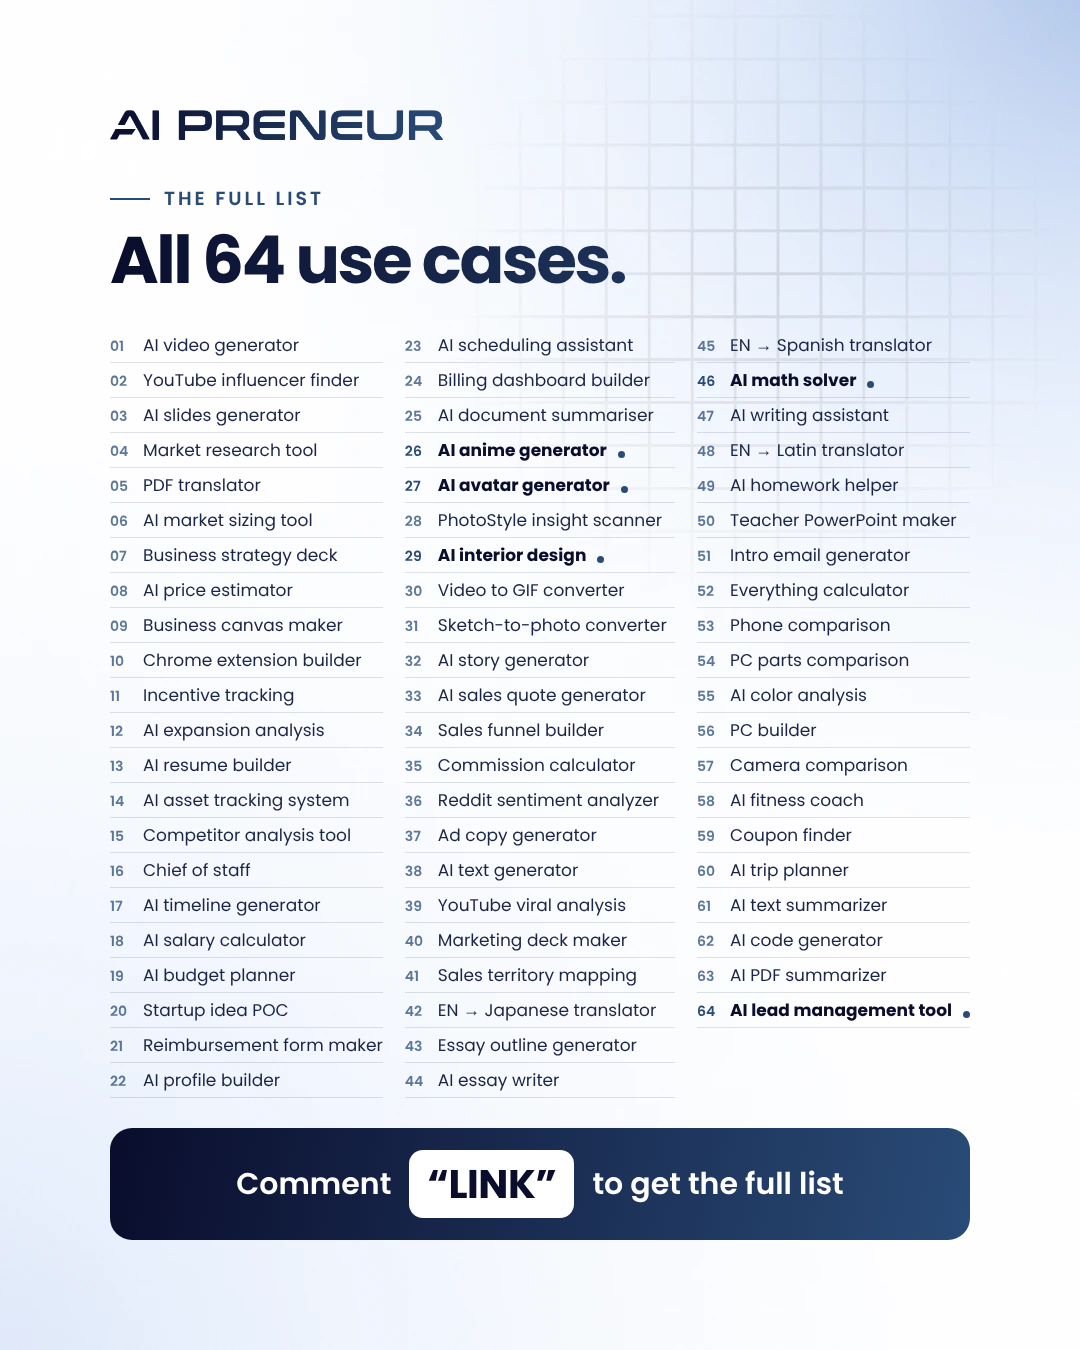 AI PRENEUR
THE FULL LIST
All 64 use cases.
01 AI video generator
02 YouTube influencer finder
03 AI slides generator
04 Market research tool
05 PDF translator
06 AI market sizing tool
07 Business strategy deck
08 AI price estimator
09 Business canvas maker
10 Chrome extension builder
11 Incentive tracking
12 AI expansion analysis
13 AI resume builder
14 AI asset tracking system
15 Competitor analysis tool
16 Chief of staff
17 AI timeline generator
18 AI salary calculator
19 AI budget planner
20 Startup idea POC
21 Reimbursement form maker
22 AI profile builder
23 AI scheduling assistant
24 Billing dashboard builder
25 AI document summariser
26 AI anime generator
27 AI avatar generator
28 PhotoStyle insight scanner
29 AI interior design
30 Video to GIF converter
31 Sketch-to-photo converter
32 AI story generator
33 AI sales quote generator
34 Sales funnel builder
35 Commission calculator
36 Reddit sentiment analyzer
37 Ad copy generator
38 AI text generator
39 YouTube viral analysis
40 Marketing deck maker
41 Sales territory mapping
42 EN → Japanese translator
43 Essay outline generator
44 AI essay writer
45 EN → Spanish translator
46 AI math solver
47 AI writing assistant
48 EN → Latin translator
49 AI homework helper
50 Teacher PowerPoint maker
51 Intro email generator
52 Everything calculator
53 Phone comparison
54 PC parts comparison
55 AI color analysis
56 PC builder
57 Camera comparison
58 AI fitness coach
59 Coupon finder
60 AI trip planner
61 AI text summarizer
62 AI code generator
63 AI PDF summarizer
64 AI lead management tool
Comment “LINK” to get the full list